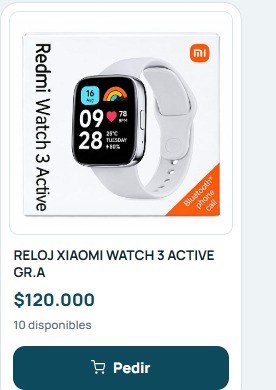 mi
Redmi Watch 3 Active
16
09
78
28
25°C
TUESDAY
Bluetooth®
phone
call
RELOJ XIAOMI WATCH 3 ACTIVE
GR.A
$120.000
10 disponibles
Pedir